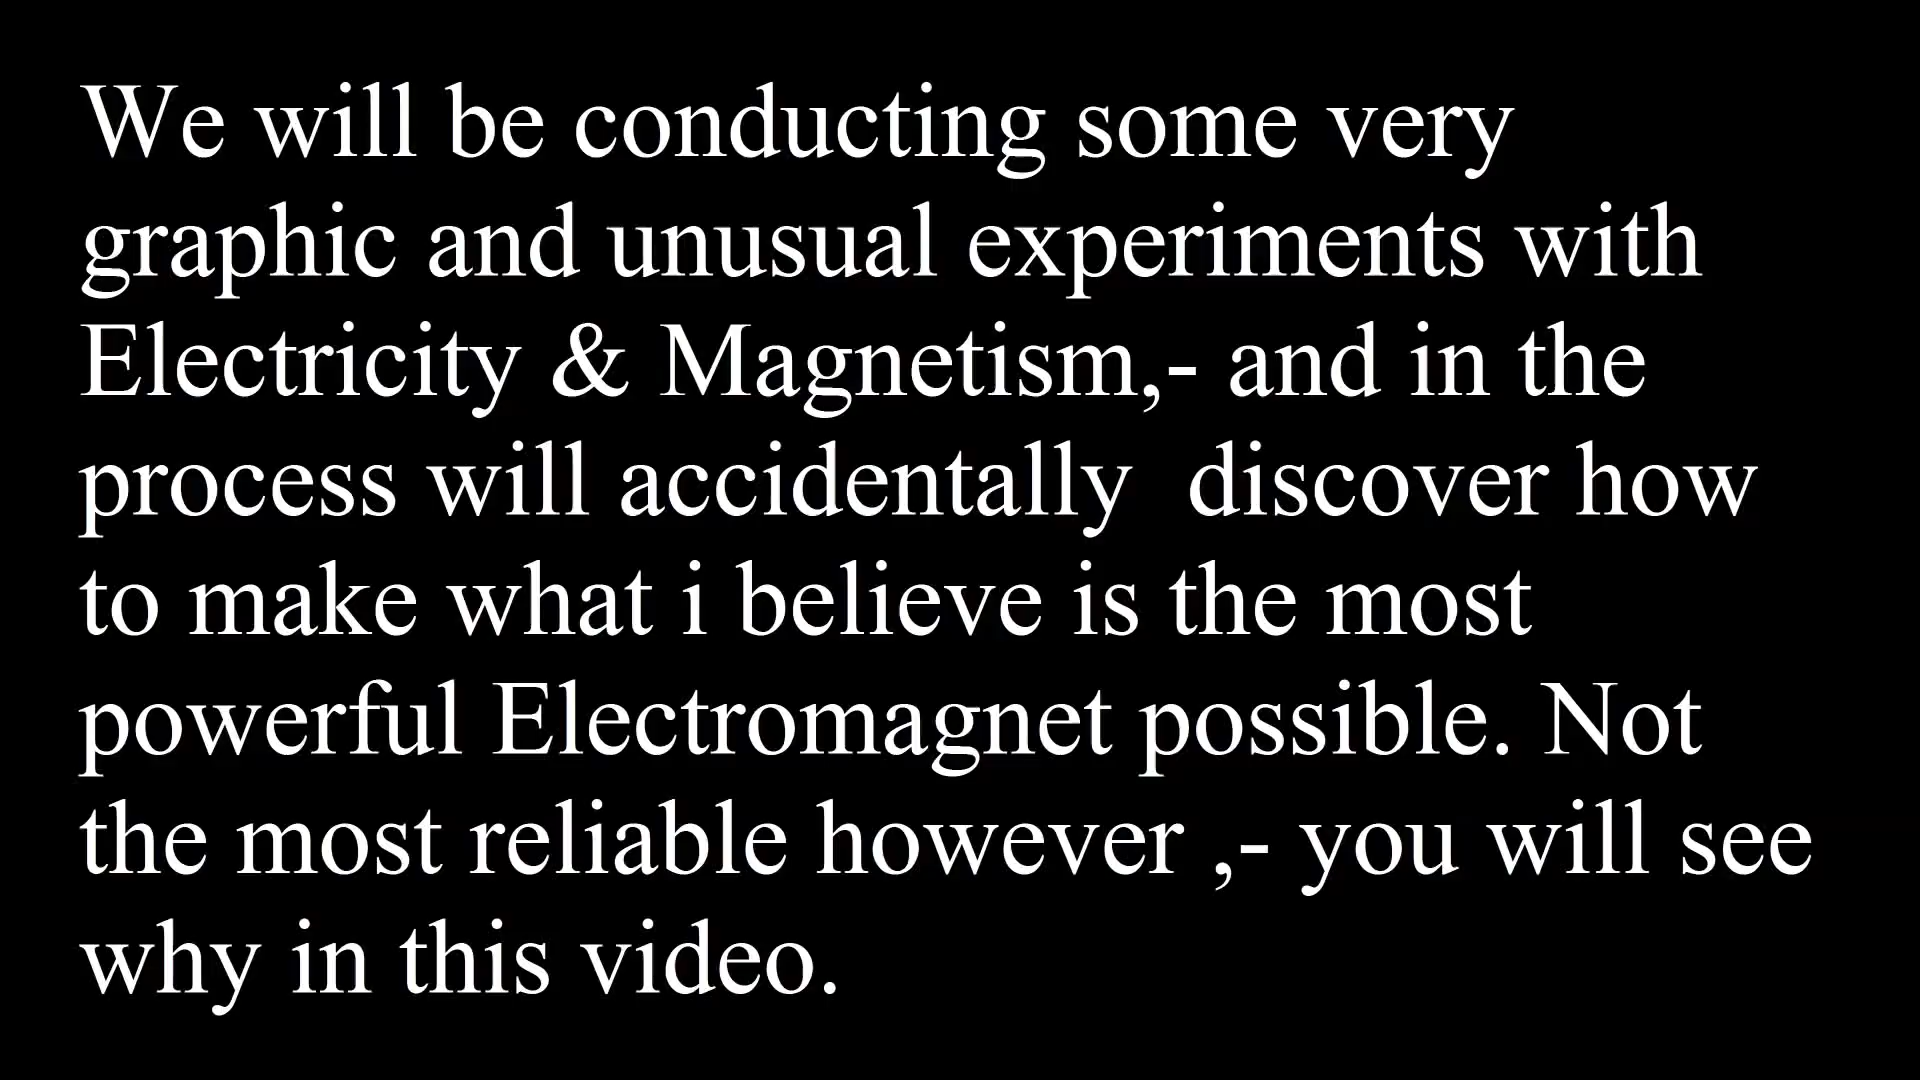 We will be conducting some very
graphic and unusual experiments with
Electricity & Magnetism,- and in the
process will accidentally  discover how
to make what i believe is the most
powerful Electromagnet possible. Not
the most reliable however ,- you will see
why in this video.